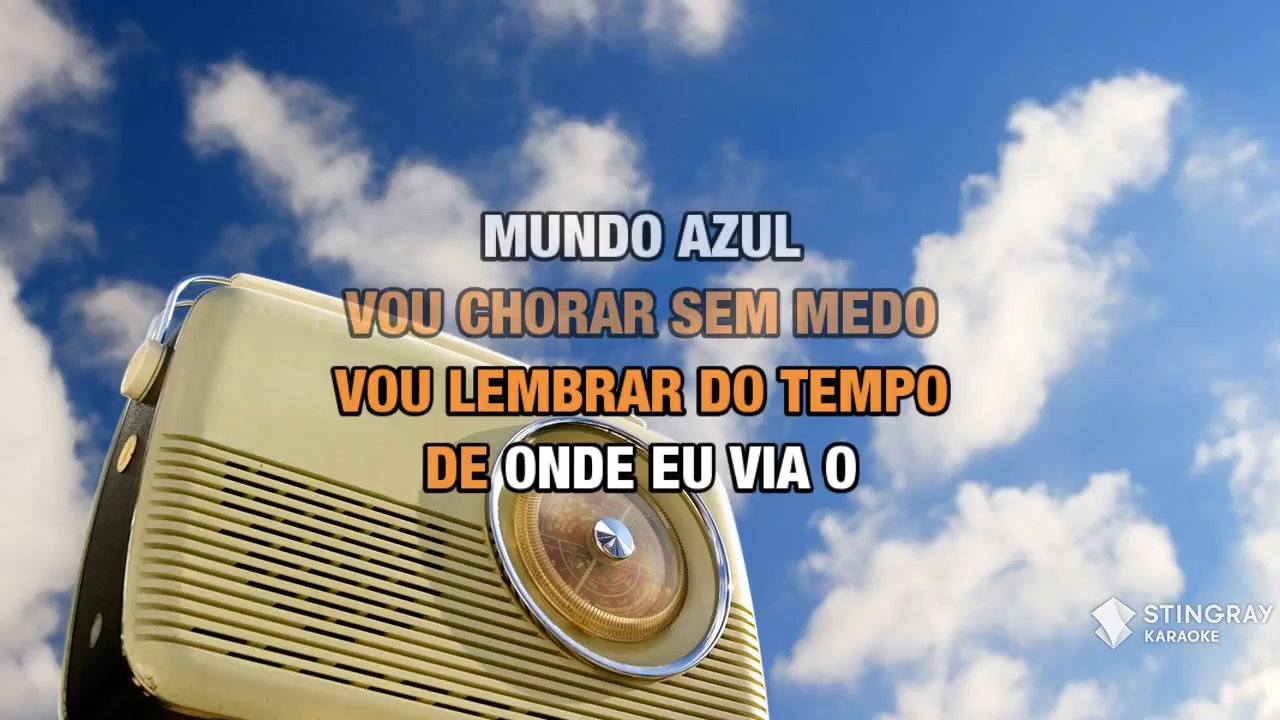 MUNDO AZUL
VOU CHORAR SEM MEDO
VOU LEMBRAR DO TEMPO
DE ONDE EU VIA O
STINGRAY
KARAOKE